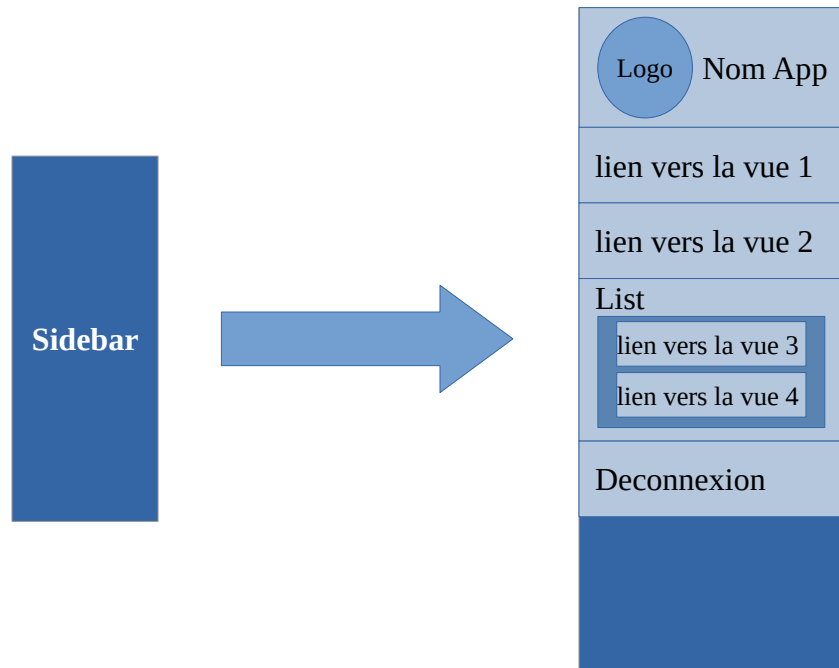 Sidebar
Logo
Nom App
lien vers la vue 1
lien vers la vue 2
List
lien vers la vue 3
lien vers la vue 4
Deconnexion